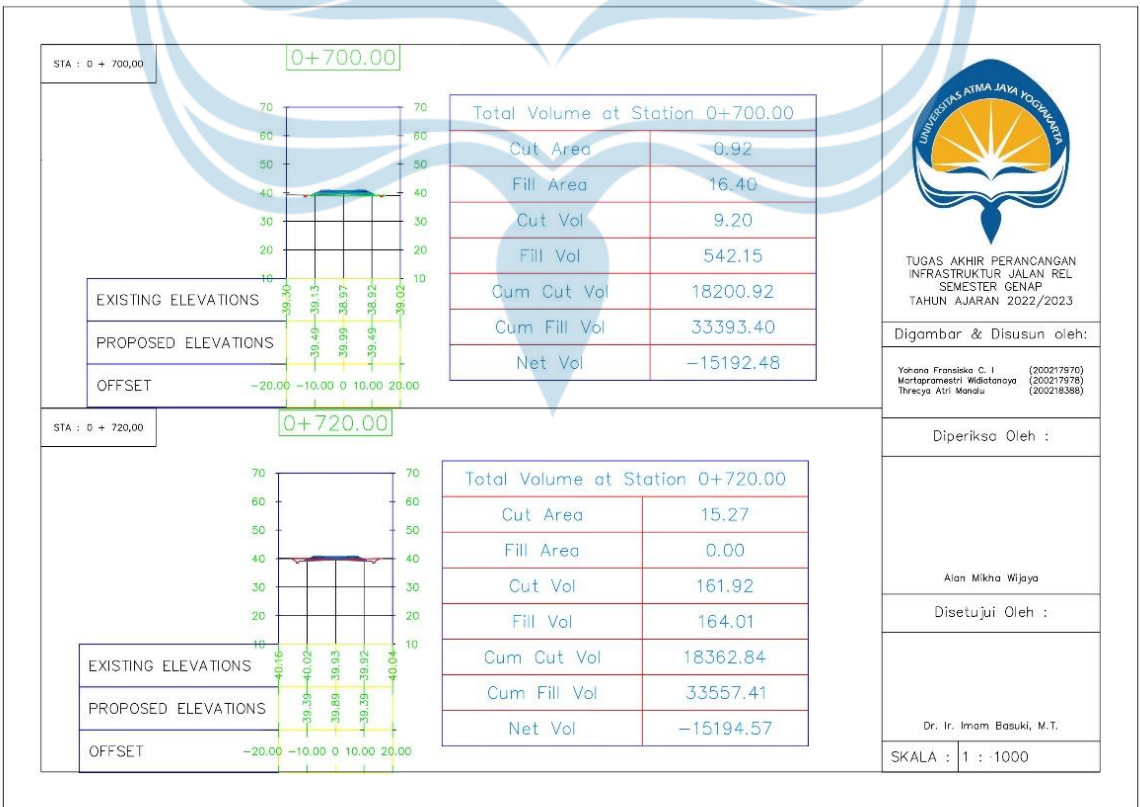 STA : 0 + 700,00
0+700.00
70 70
60 60
50 50
40 40
30 30
20 20
10 10
EXISTING ELEVATIONS 39.30 39.13 38.97 38.92 39.02
PROPOSED ELEVATIONS 39.49 39.99 39.49
OFFSET -20.00 -10.00 0 10.00 20.00
Total Volume at Station 0+700.00
Cut Area 0.92
Fill Area 16.40
Cut Vol 9.20
Fill Vol 542.15
Cum Cut Vol 18200.92
Cum Fill Vol 33393.40
Net Vol -15192.48
STA : 0 + 720,00
0+720.00
70 70
60 60
50 50
40 40
30 30
20 20
10 10
EXISTING ELEVATIONS 40.16 40.02 39.93 39.92 40.04
PROPOSED ELEVATIONS 39.39 39.89 39.39
OFFSET -20.00 -10.00 0 10.00 20.00
Total Volume at Station 0+720.00
Cut Area 15.27
Fill Area 0.00
Cut Vol 161.92
Fill Vol 164.01
Cum Cut Vol 18362.84
Cum Fill Vol 33557.41
Net Vol -15194.57
UNIVERSITAS ATMA JAYA YOGYAKARTA
TUGAS AKHIR PERANCANGAN
INFRASTRUKTUR JALAN REL
SEMESTER GENAP
TAHUN AJARAN 2022/2023
Digambar & Disusun oleh:
Yohana Fransiska C. I (200217970)
Martapramestri Widiatanaya (200217978)
Threcya Atri Manalu (200218388)
Diperiksa Oleh :
Alan Mikha Wijaya
Disetujui Oleh :
Dr. Ir. Imam Basuki, M.T.
SKALA : 1 : 1000